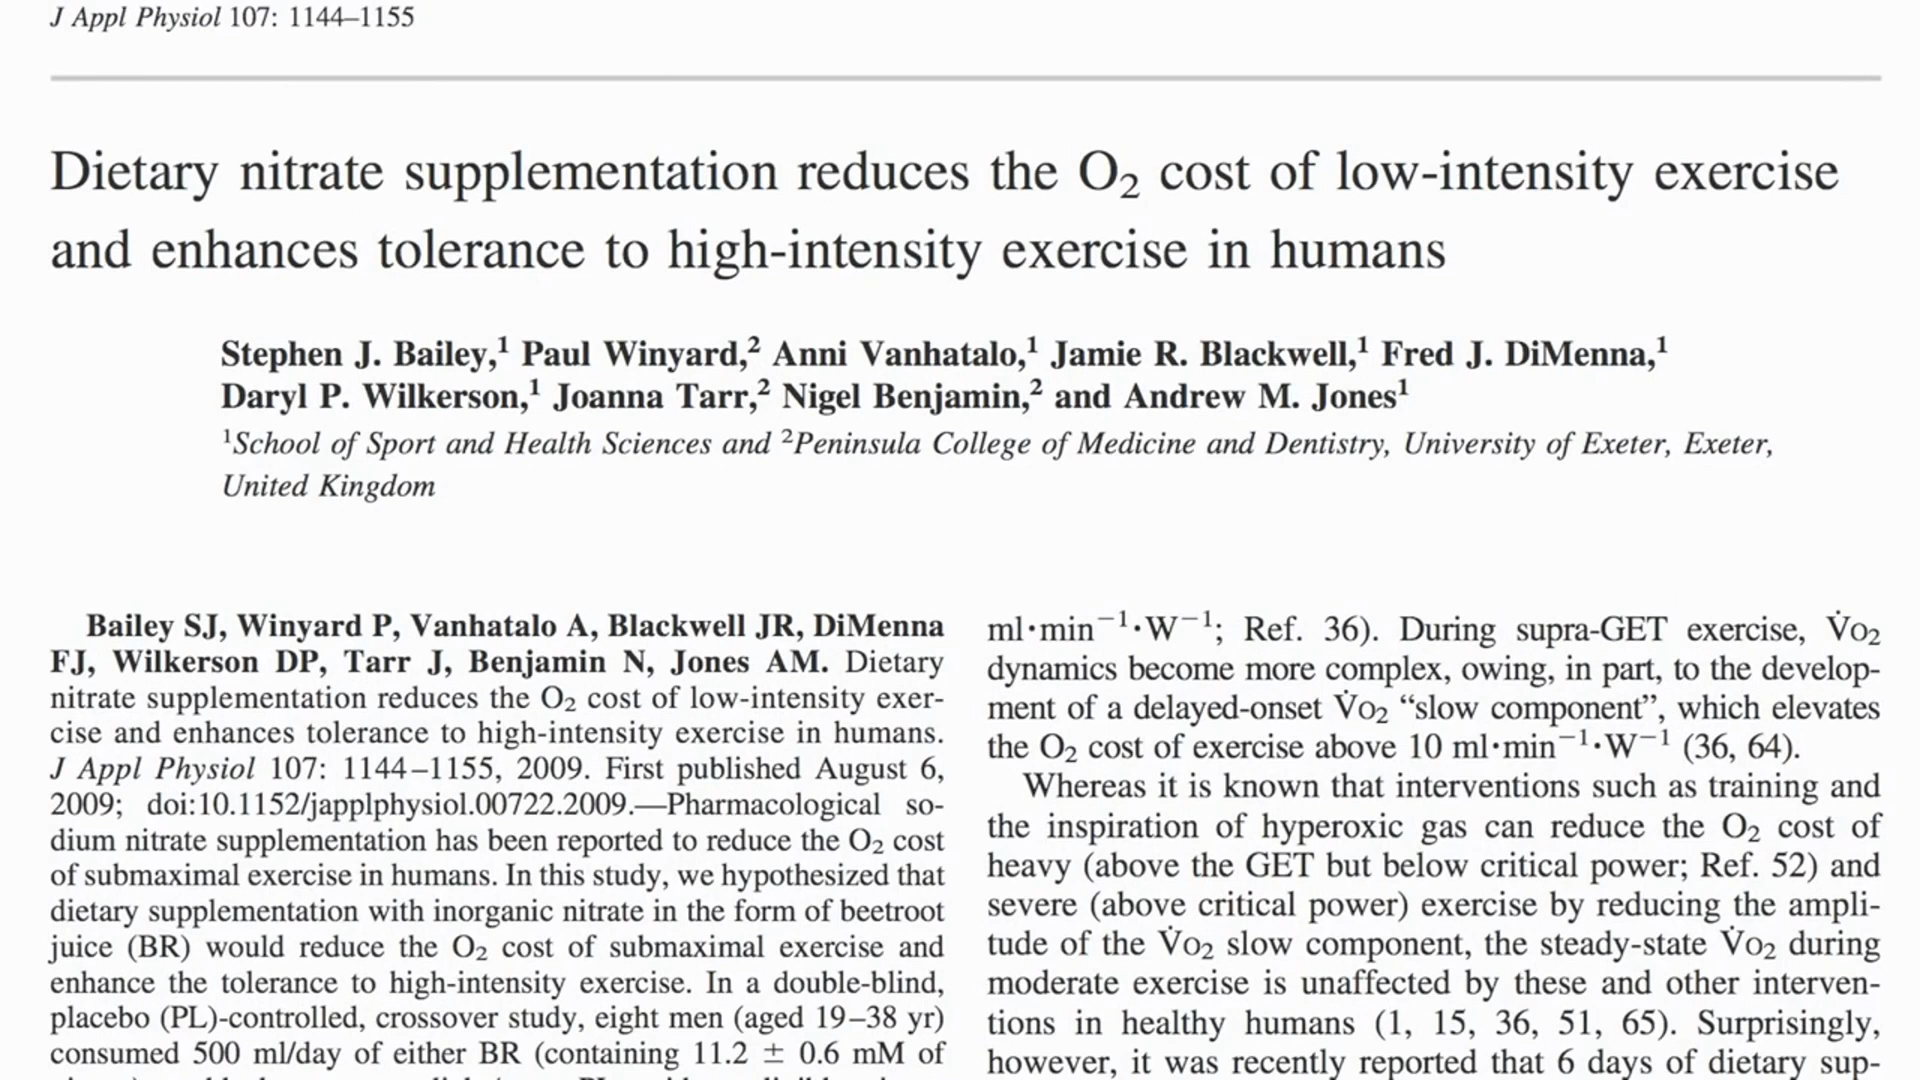 J Appl Physiol 107: 1144–1155
Dietary nitrate supplementation reduces the O₂ cost of low-intensity exercise
and enhances tolerance to high-intensity exercise in humans
Stephen J. Bailey,¹ Paul Winyard,² Anni Vanhatalo,¹ Jamie R. Blackwell,¹ Fred J. DiMenna,¹
Daryl P. Wilkerson,¹ Joanna Tarr,² Nigel Benjamin,² and Andrew M. Jones¹
¹School of Sport and Health Sciences and ²Peninsula College of Medicine and Dentistry, University of Exeter, Exeter,
United Kingdom
Bailey SJ, Winyard P, Vanhatalo A, Blackwell JR, DiMenna
FJ, Wilkerson DP, Tarr J, Benjamin N, Jones AM. Dietary
nitrate supplementation reduces the O₂ cost of low-intensity exer-
cise and enhances tolerance to high-intensity exercise in humans.
J Appl Physiol 107: 1144–1155, 2009. First published August 6,
2009; doi:10.1152/japplphysiol.00722.2009.—Pharmacological so-
dium nitrate supplementation has been reported to reduce the O₂ cost
of submaximal exercise in humans. In this study, we hypothesized that
dietary supplementation with inorganic nitrate in the form of beetroot
juice (BR) would reduce the O₂ cost of submaximal exercise and
enhance the tolerance to high-intensity exercise. In a double-blind,
placebo (PL)-controlled, crossover study, eight men (aged 19–38 yr)
consumed 500 ml/day of either BR (containing 11.2 ± 0.6 mM of
ml·min⁻¹·W⁻¹; Ref. 36). During supra-GET exercise, V̇O₂
dynamics become more complex, owing, in part, to the develop-
ment of a delayed-onset V̇O₂ “slow component”, which elevates
the O₂ cost of exercise above 10 ml·min⁻¹·W⁻¹ (36, 64).
Whereas it is known that interventions such as training and
the inspiration of hyperoxic gas can reduce the O₂ cost of
heavy (above the GET but below critical power; Ref. 52) and
severe (above critical power) exercise by reducing the ampli-
tude of the V̇O₂ slow component, the steady-state V̇O₂ during
moderate exercise is unaffected by these and other interven-
tions in healthy humans (1, 15, 36, 51, 65). Surprisingly,
however, it was recently reported that 6 days of dietary sup-